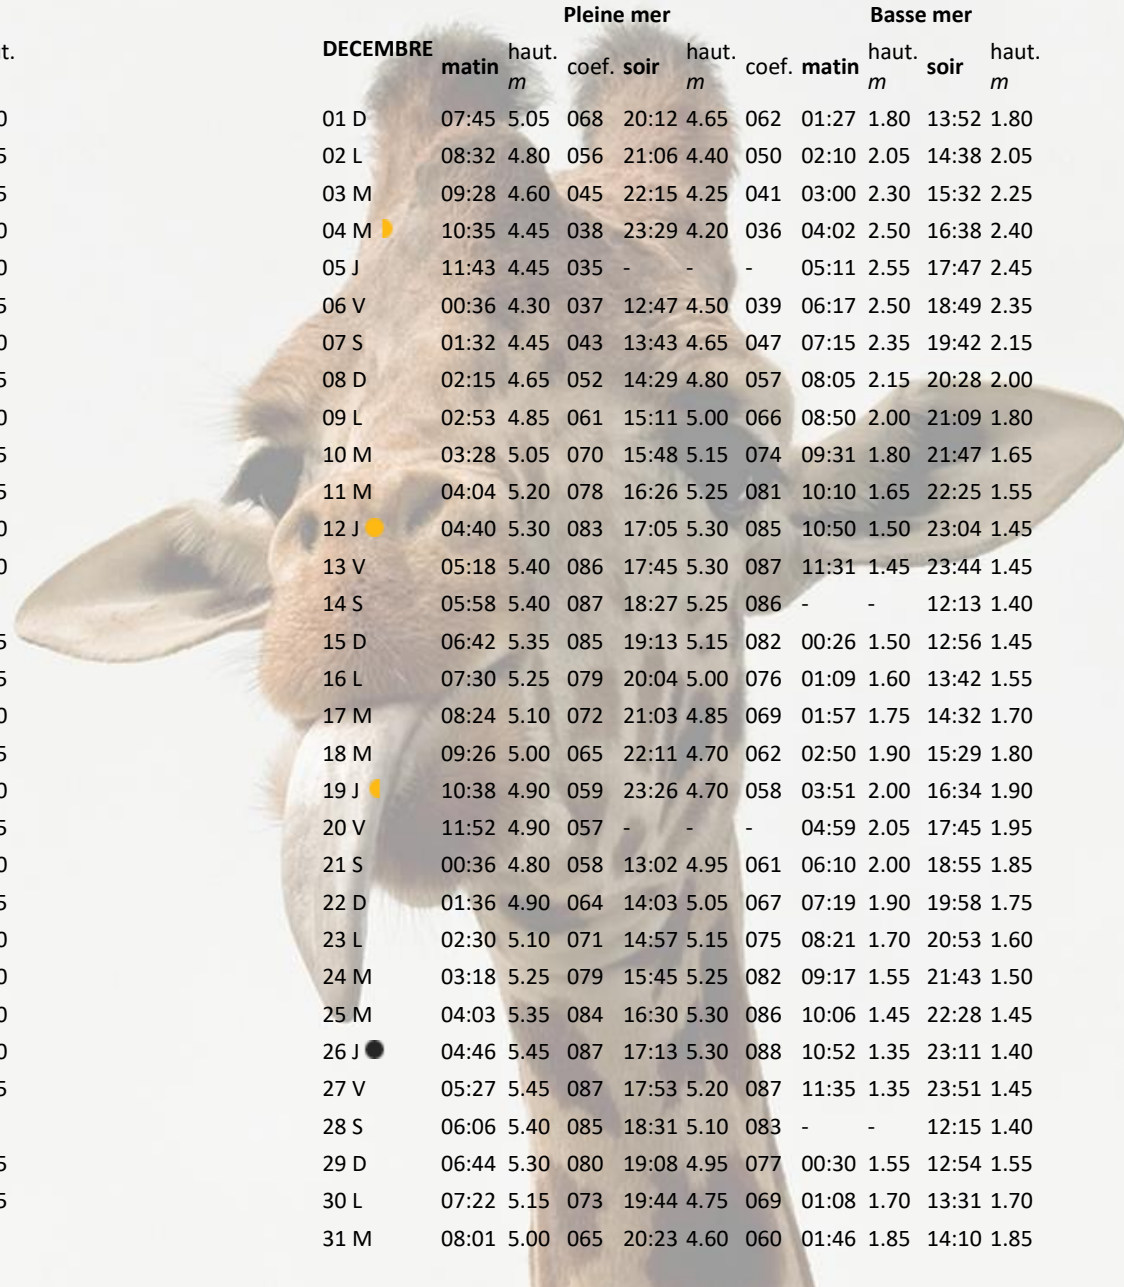 Pleine mer Basse mer
t. DECEMBRE matin haut. m coef. soir haut. m coef. matin haut. m soir haut. m
0 01 D 07:45 5.05 068 20:12 4.65 062 01:27 1.80 13:52 1.80
5 02 L 08:32 4.80 056 21:06 4.40 050 02:10 2.05 14:38 2.05
5 03 M 09:28 4.60 045 22:15 4.25 041 03:00 2.30 15:32 2.25
0 04 M 10:35 4.45 038 23:29 4.20 036 04:02 2.50 16:38 2.40
0 05 J 11:43 4.45 035 - - - 05:11 2.55 17:47 2.45
5 06 V 00:36 4.30 037 12:47 4.50 039 06:17 2.50 18:49 2.35
0 07 S 01:32 4.45 043 13:43 4.65 047 07:15 2.35 19:42 2.15
5 08 D 02:15 4.65 052 14:29 4.80 057 08:05 2.15 20:28 2.00
0 09 L 02:53 4.85 061 15:11 5.00 066 08:50 2.00 21:09 1.80
5 10 M 03:28 5.05 070 15:48 5.15 074 09:31 1.80 21:47 1.65
5 11 M 04:04 5.20 078 16:26 5.25 081 10:10 1.65 22:25 1.55
0 12 J 04:40 5.30 083 17:05 5.30 085 10:50 1.50 23:04 1.45
0 13 V 05:18 5.40 086 17:45 5.30 087 11:31 1.45 23:44 1.45
14 S 05:58 5.40 087 18:27 5.25 086 - - 12:13 1.40
5 15 D 06:42 5.35 085 19:13 5.15 082 00:26 1.50 12:56 1.45
5 16 L 07:30 5.25 079 20:04 5.00 076 01:09 1.60 13:42 1.55
0 17 M 08:24 5.10 072 21:03 4.85 069 01:57 1.75 14:32 1.70
5 18 M 09:26 5.00 065 22:11 4.70 062 02:50 1.90 15:29 1.80
0 19 J 10:38 4.90 059 23:26 4.70 058 03:51 2.00 16:34 1.90
5 20 V 11:52 4.90 057 - - - 04:59 2.05 17:45 1.95
0 21 S 00:36 4.80 058 13:02 4.95 061 06:10 2.00 18:55 1.85
5 22 D 01:36 4.90 064 14:03 5.05 067 07:19 1.90 19:58 1.75
0 23 L 02:30 5.10 071 14:57 5.15 075 08:21 1.70 20:53 1.60
0 24 M 03:18 5.25 079 15:45 5.25 082 09:17 1.55 21:43 1.50
0 25 M 04:03 5.35 084 16:30 5.30 086 10:06 1.45 22:28 1.45
0 26 J 04:46 5.45 087 17:13 5.30 088 10:52 1.35 23:11 1.40
5 27 V 05:27 5.45 087 17:53 5.20 087 11:35 1.35 23:51 1.45
28 S 06:06 5.40 085 18:31 5.10 083 - - 12:15 1.40
5 29 D 06:44 5.30 080 19:08 4.95 077 00:30 1.55 12:54 1.55
5 30 L 07:22 5.15 073 19:44 4.75 069 01:08 1.70 13:31 1.70
31 M 08:01 5.00 065 20:23 4.60 060 01:46 1.85 14:10 1.85